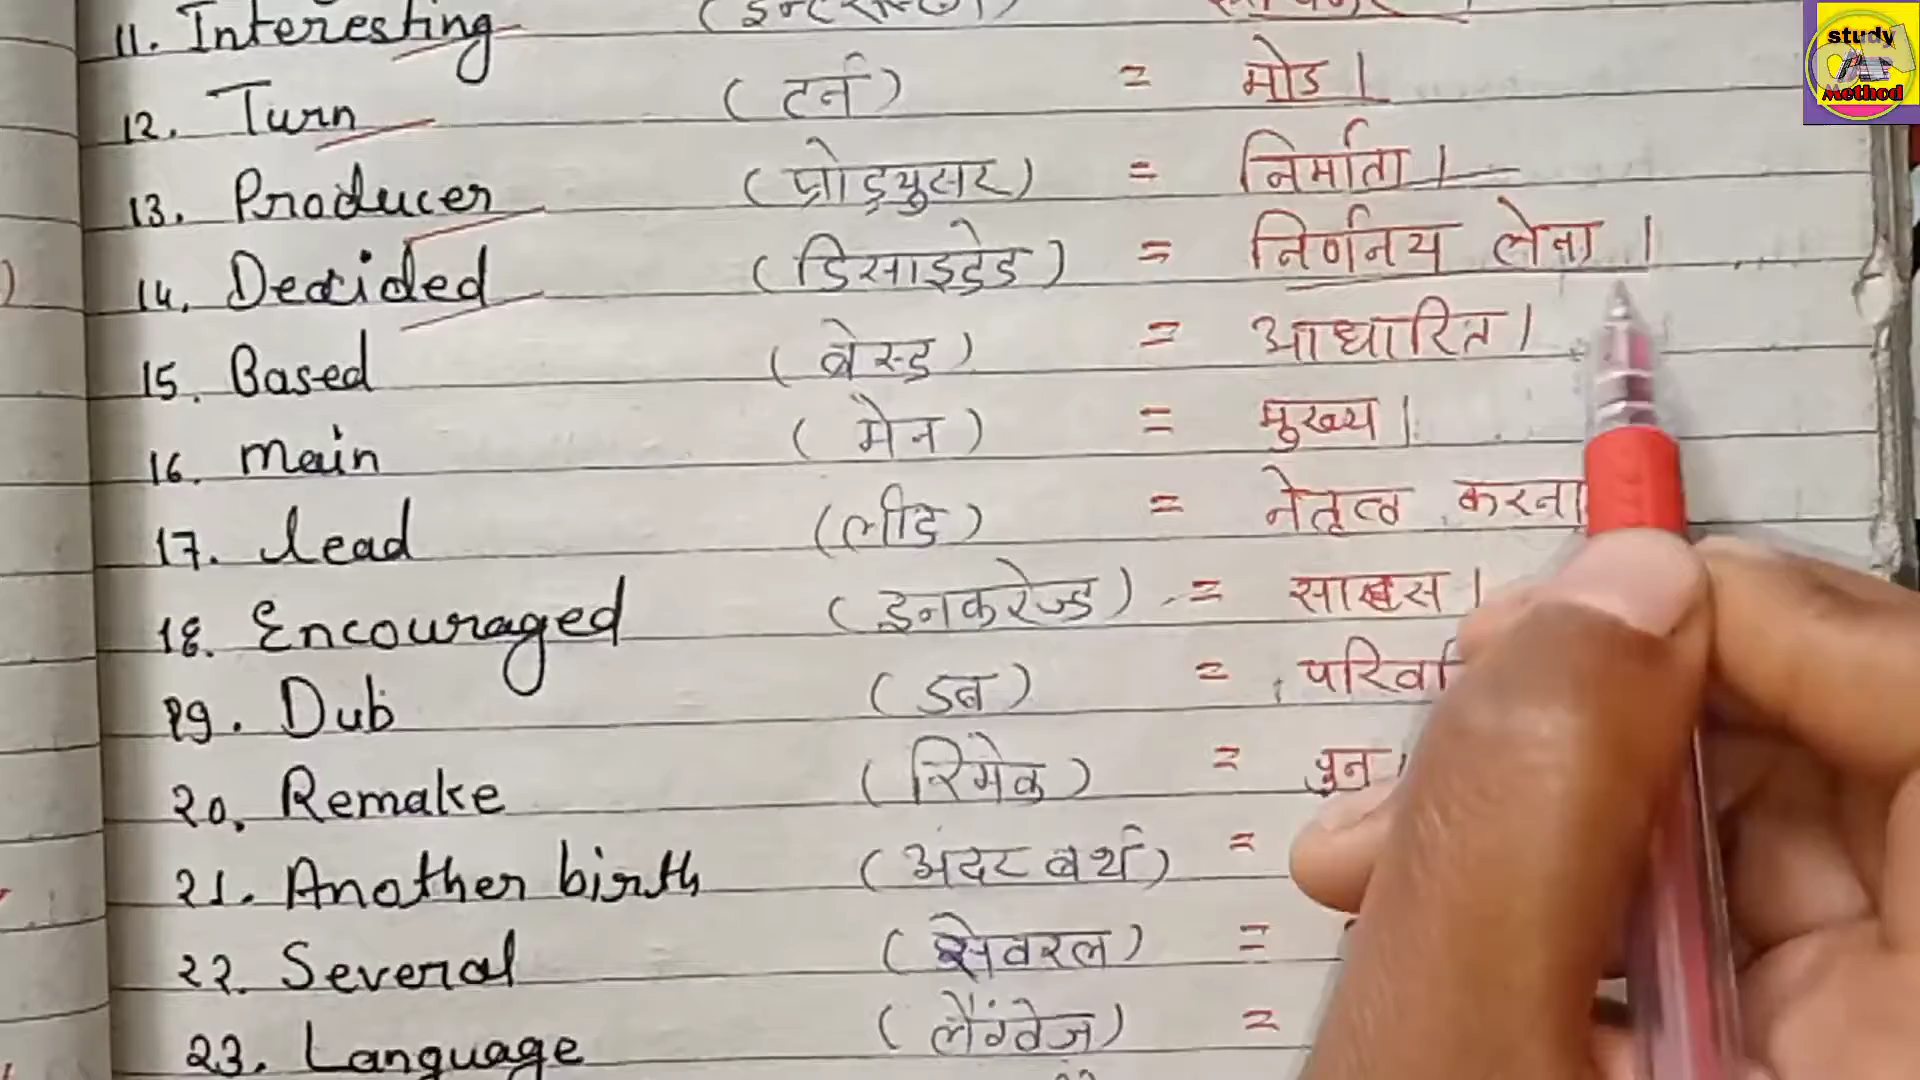 11. Interesting
12. Turn (टर्न) = मोड।
13. Producer (प्रोड्युसर) = निर्माता।
14. Decided (डिसाइडेड) = निर्णनय लेना।
15. Based (बेस्ड) = आधारित।
16. main (मैन) = मुख्य।
17. lead (लीड) = नेतृत्व करना
18. Encouraged (इनकरेज्ड) = साहस।
19. Dub (डब) =
20. Remake (रिमेक) = पुन।
21. Another birth (अदर बर्थ) =
22. Several (सेवरल) =
23. Language (लैंग्वेज) =
study
Method